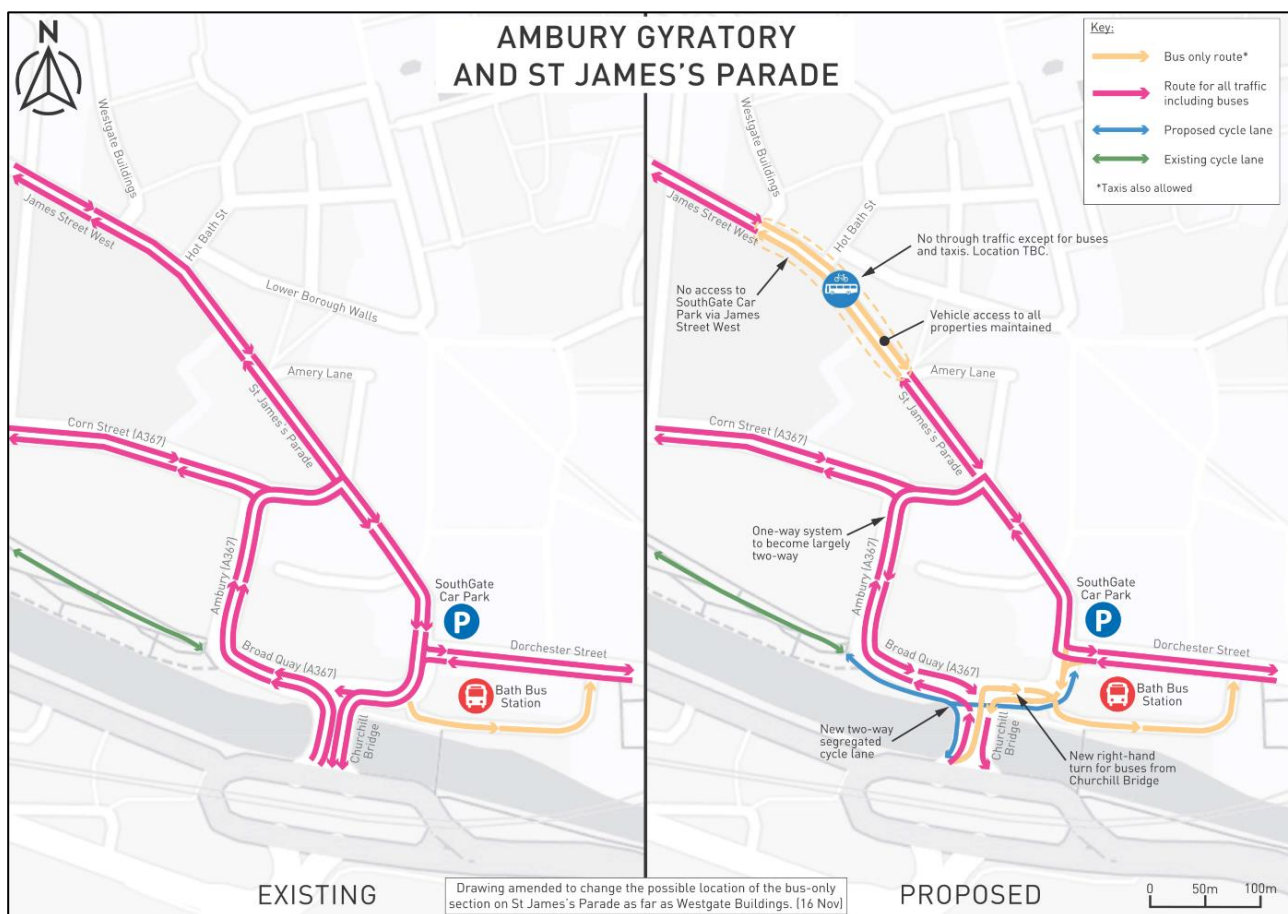 AMBURY GYRATORY
AND ST JAMES'S PARADE
N
Westgate Buildings
James Street West
Hot Bath St
Lower Borough Walls
Amery Lane
St James's Parade
Corn Street (A367)
Ambury (A367)
SouthGate
Car Park
P
Broad Quay (A367)
Dorchester Street
Bath Bus
Station
Churchill
Bridge
EXISTING
Key:
Bus only route*
Route for all traffic
including buses
Proposed cycle lane
Existing cycle lane
*Taxis also allowed
Westgate Buildings
James Street West
Hot Bath St
No through traffic except for buses
and taxis. Location TBC.
No access to
SouthGate Car
Park via James
Street West
Vehicle access to all
properties maintained
Amery Lane
St James's Parade
Corn Street (A367)
One-way system
to become largely
two-way
Ambury (A367)
SouthGate
Car Park
P
Broad Quay (A367)
Dorchester Street
Bath Bus
Station
New two-way
segregated
cycle lane
Churchill
Bridge
New right-hand
turn for buses from
Churchill Bridge
PROPOSED
Drawing amended to change the possible location of the bus-only
section on St James's Parade as far as Westgate Buildings. (16 Nov)
0 50m 100m